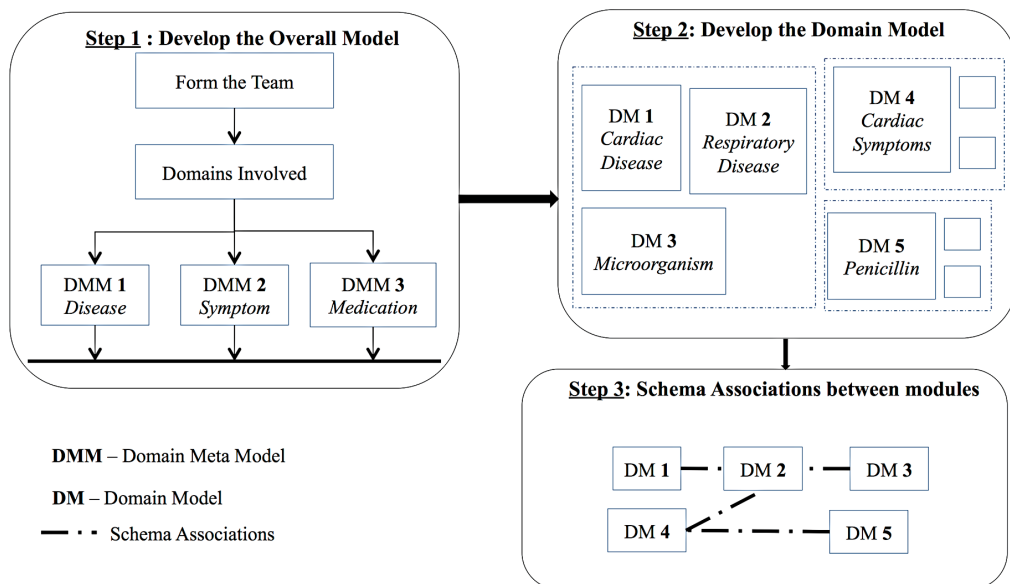 Step 1 : Develop the Overall Model
Form the Team
Domains Involved
DMM 1
Disease
DMM 2
Symptom
DMM 3
Medication
Step 2: Develop the Domain Model
DM 1
Cardiac
Disease
DM 2
Respiratory
Disease
DM 3
Microorganism
DM 4
Cardiac
Symptoms
DM 5
Penicillin
Step 3: Schema Associations between modules
DM 1
DM 2
DM 3
DM 4
DM 5
DMM – Domain Meta Model
DM – Domain Model
Schema Associations